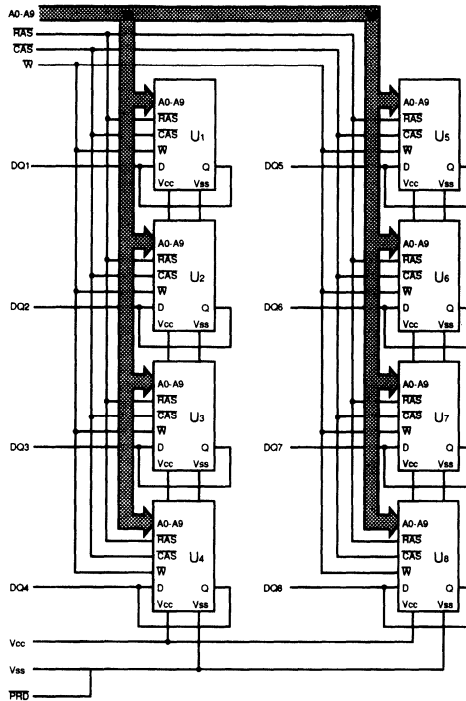 A0-A9
RAS
CAS
W
A0-A9
RAS
U1
CAS
W
DQ1
D
Q
Vcc
Vss
A0-A9
RAS
U5
CAS
W
DQ5
D
Q
Vcc
Vss
A0-A9
RAS
U2
CAS
W
DQ2
D
Q
Vcc
Vss
A0-A9
RAS
U6
CAS
W
DQ6
D
Q
Vcc
Vss
A0-A9
RAS
U3
CAS
W
DQ3
D
Q
Vcc
Vss
A0-A9
RAS
U7
CAS
W
DQ7
D
Q
Vcc
Vss
A0-A9
RAS
U4
CAS
W
DQ4
D
Q
Vcc
Vss
A0-A9
RAS
U8
CAS
W
DQ8
D
Q
Vcc
Vss
Vcc
Vss
PRD